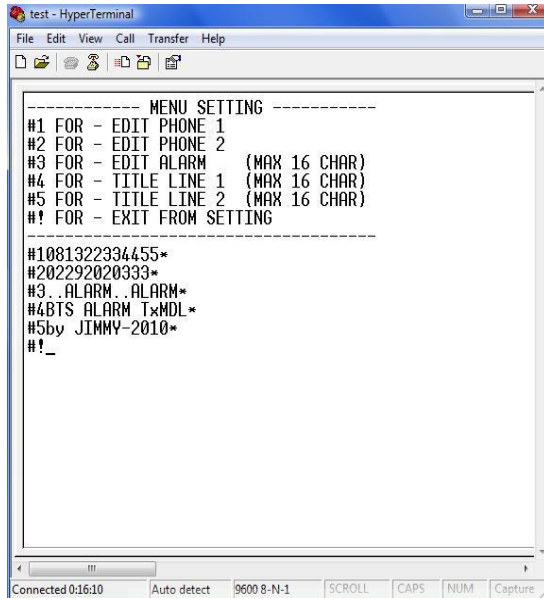 test - HyperTerminal
File Edit View Call Transfer Help
------------ MENU SETTING -----------
#1 FOR - EDIT PHONE 1
#2 FOR - EDIT PHONE 2
#3 FOR - EDIT ALARM (MAX 16 CHAR)
#4 FOR - TITLE LINE 1 (MAX 16 CHAR)
#5 FOR - TITLE LINE 2 (MAX 16 CHAR)
#! FOR - EXIT FROM SETTING
-------------------------------------
#1081322334455*
#202292020333*
#3..ALARM..ALARM*
#4BTS ALARM TxMDL*
#5by JIMMY-2010*
#!_
Connected 0:16:10 Auto detect 9600 8-N-1 SCROLL CAPS NUM Capture